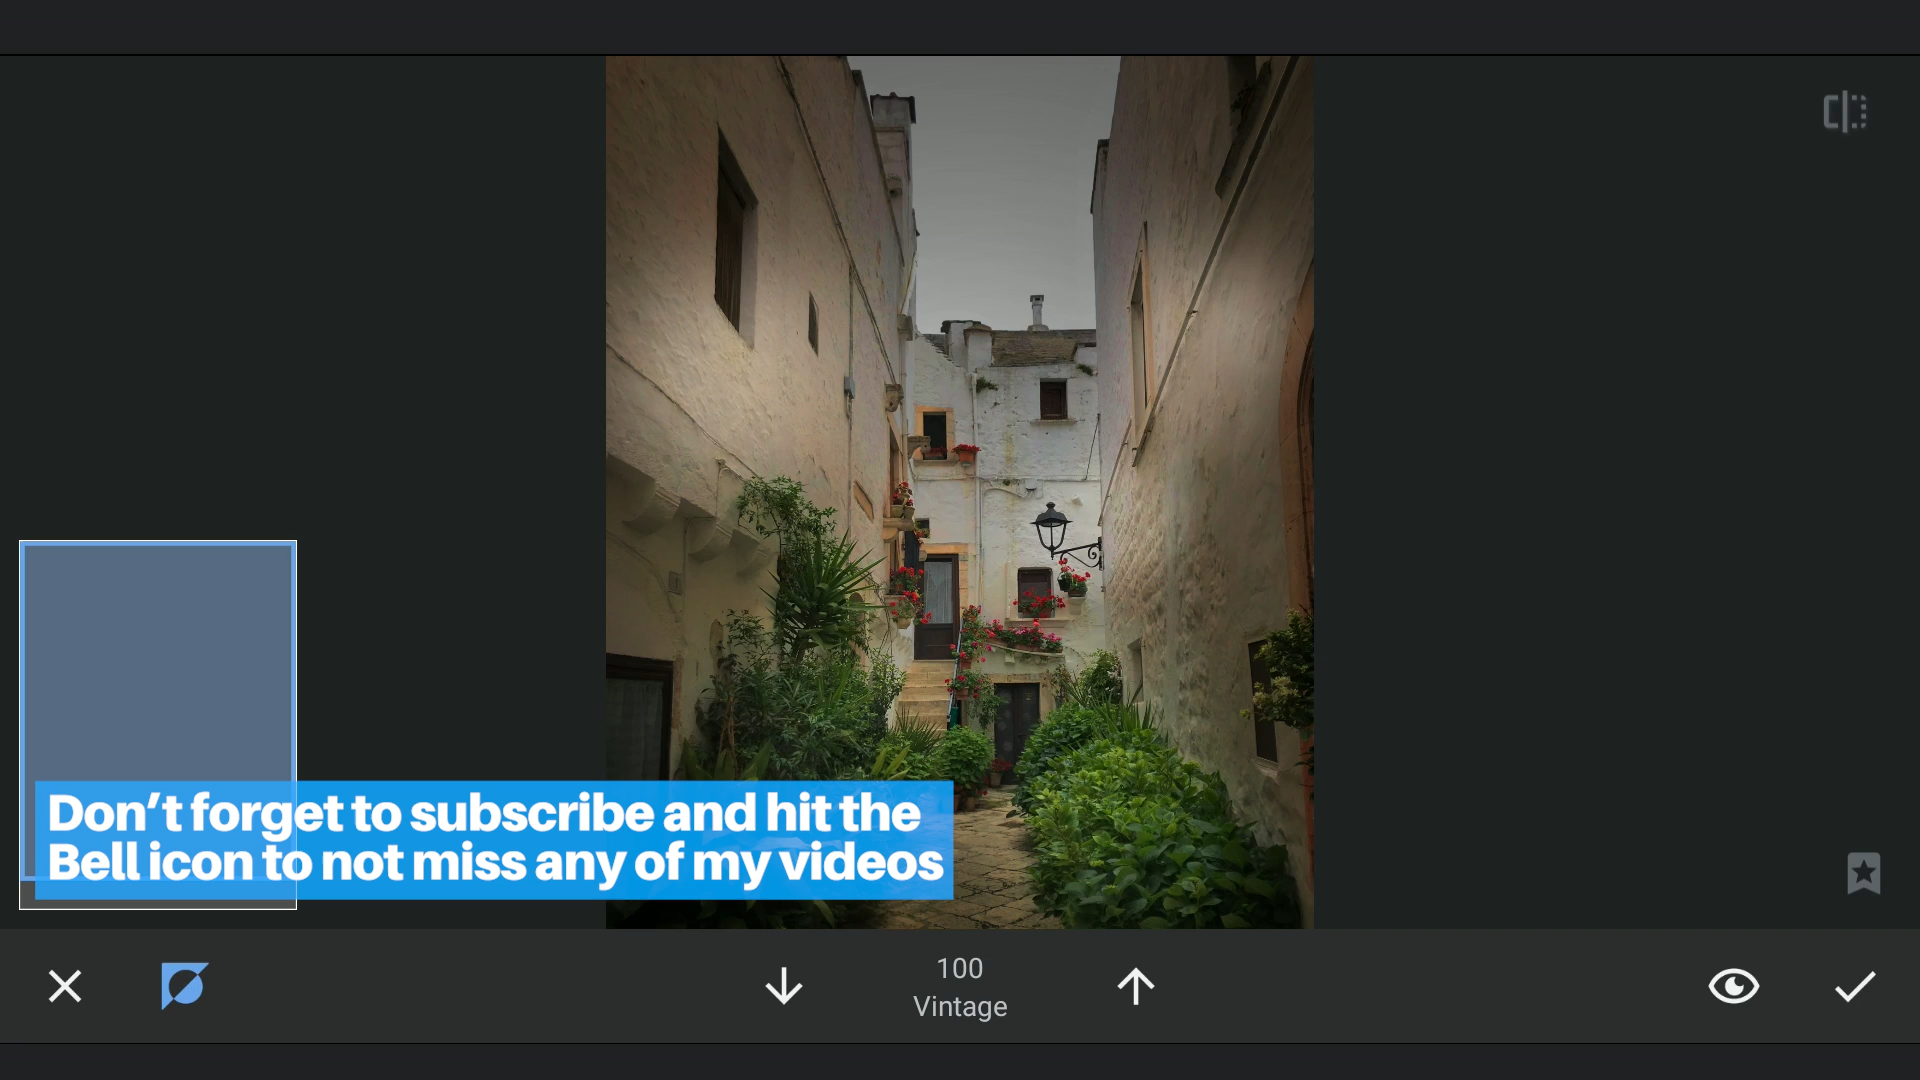 Don't forget to subscribe and hit the
Bell icon to not miss any of my videos
100
Vintage